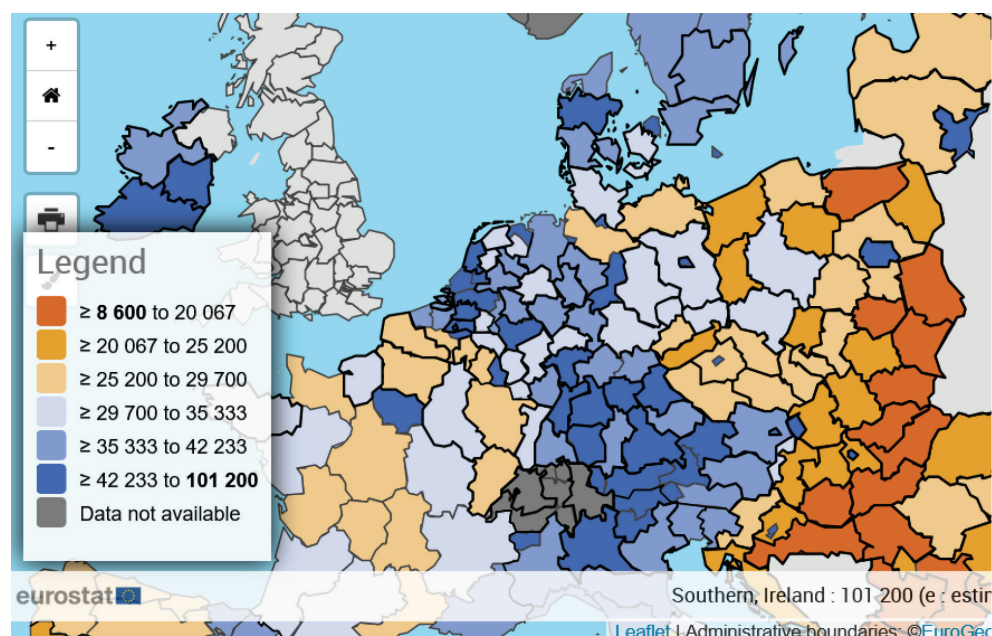 +
-
Legend
≥ 8 600 to 20 067
≥ 20 067 to 25 200
≥ 25 200 to 29 700
≥ 29 700 to 35 333
≥ 35 333 to 42 233
≥ 42 233 to 101 200
Data not available
eurostat
Southern, Ireland : 101 200 (e : estir
Leaflet | Administrative boundaries: ©EuroGeo